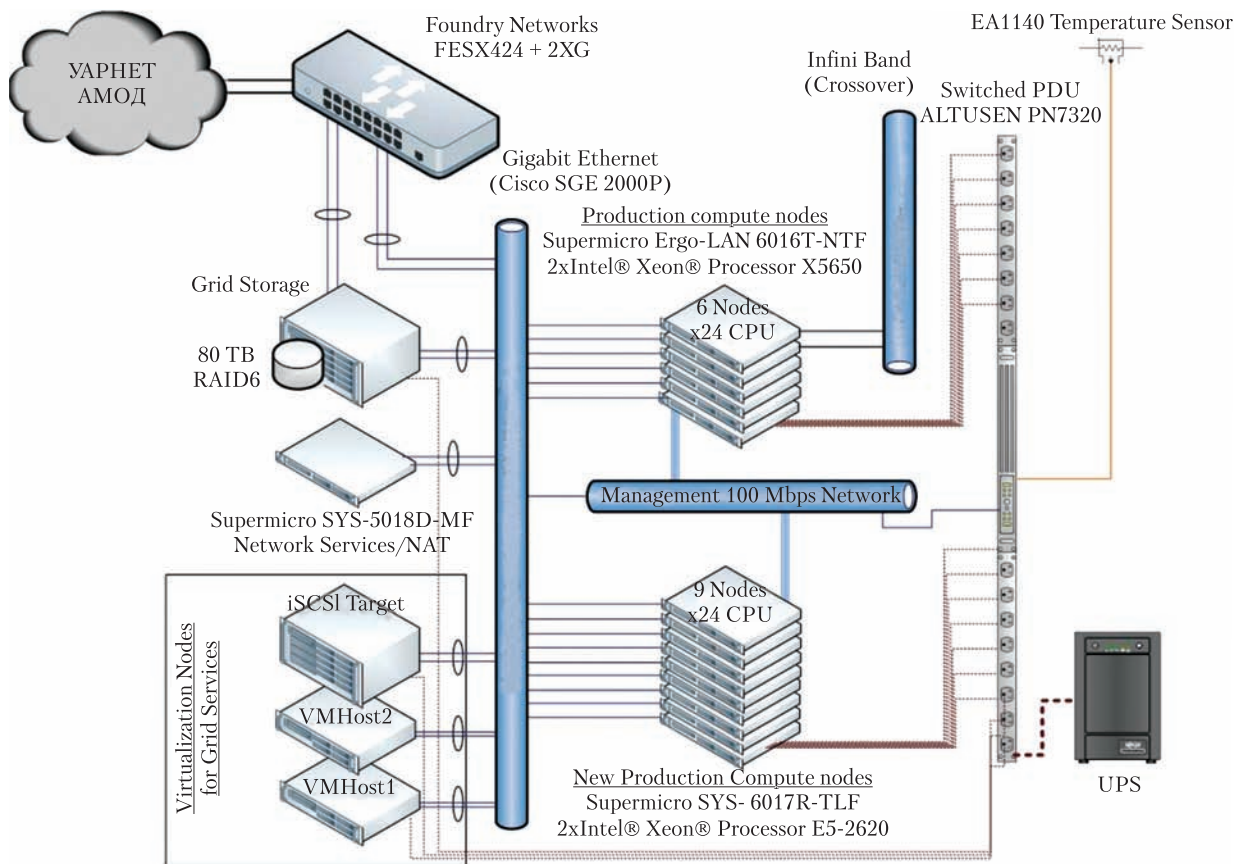 УАРНЕТ
АМОД
Foundry Networks
FESX424 + 2XG
EA1140 Temperature Sensor
Infini Band
(Crossover)
Switched PDU
ALTUSEN PN7320
Gigabit Ethernet
(Cisco SGE 2000P)
Production compute nodes
Supermicro Ergo-LAN 6016T-NTF
2xIntel® Xeon® Processor X5650
Grid Storage
80 TB
RAID6
6 Nodes
x24 CPU
Management 100 Mbps Network
Supermicro SYS-5018D-MF
Network Services/NAT
Virtualization Nodes
for Grid Services
iSCSl Target
VMHost2
VMHost1
9 Nodes
x24 CPU
New Production Compute nodes
Supermicro SYS- 6017R-TLF
2xIntel® Xeon® Processor E5-2620
UPS